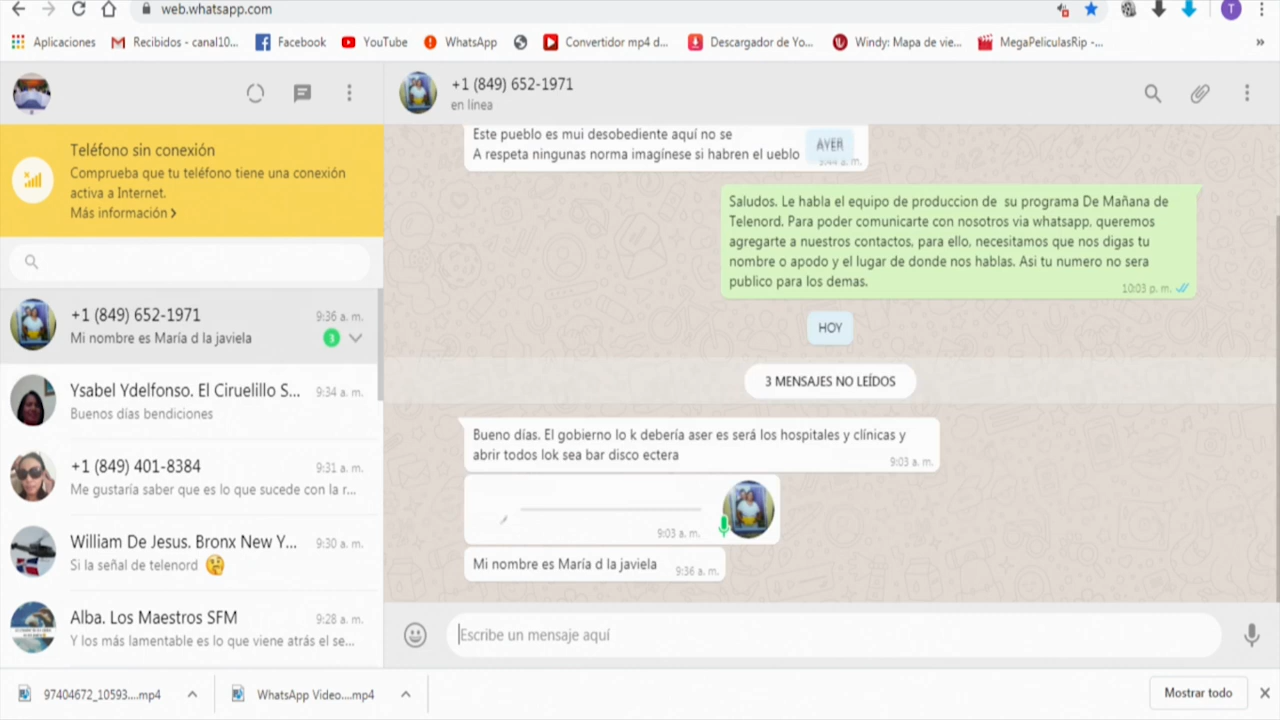 web.whatsapp.com
T
Aplicaciones
Recibidos - canal10...
Facebook
YouTube
WhatsApp
Convertidor mp4 d...
Descargador de Yo...
Windy: Mapa de vie...
MegaPeliculasRip -...
»
Teléfono sin conexión
Comprueba que tu teléfono tiene una conexión
activa a Internet.
Más información >
+1 (849) 652-1971
9:36 a. m.
Mi nombre es María d la javiela
3
Ysabel Ydelfonso. El Ciruelillo S...
9:34 a. m.
Buenos días bendiciones
+1 (849) 401-8384
9:31 a. m.
Me gustaría saber que es lo que sucede con la r...
William De Jesus. Bronx New Y...
9:30 a. m.
Si la señal de telenord
Alba. Los Maestros SFM
9:28 a. m.
Y los más lamentable es lo que viene atrás el se...
+1 (849) 652-1971
en línea
Este pueblo es mui desobediente aquí no se
A respeta ningunas norma imagínese si habren el ueblo
AYER
Saludos. Le habla el equipo de produccion de su programa De Mañana de
Telenord. Para poder comunicarte con nosotros via whatsapp, queremos
agregarte a nuestros contactos, para ello, necesitamos que nos digas tu
nombre o apodo y el lugar de donde nos hablas. Asi tu numero no sera
publico para los demas.
10:03 p. m.
HOY
3 MENSAJES NO LEÍDOS
Bueno días. El gobierno lo k debería aser es será los hospitales y clínicas y
abrir todos lok sea bar disco ectera
9:03 a. m.
9:03 a. m.
Mi nombre es María d la javiela
9:36 a. m.
Escribe un mensaje aquí
97404672_10593....mp4
WhatsApp Video....mp4
Mostrar todo